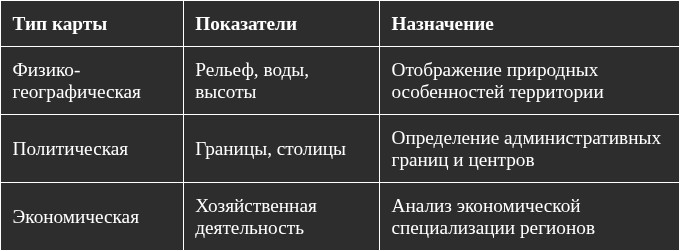 Тип карты
Показатели
Назначение
Физико-
географическая
Рельеф, воды,
высоты
Отображение природных
особенностей территории
Политическая
Границы, столицы
Определение административных
границ и центров
Экономическая
Хозяйственная
деятельность
Анализ экономической
специализации регионов